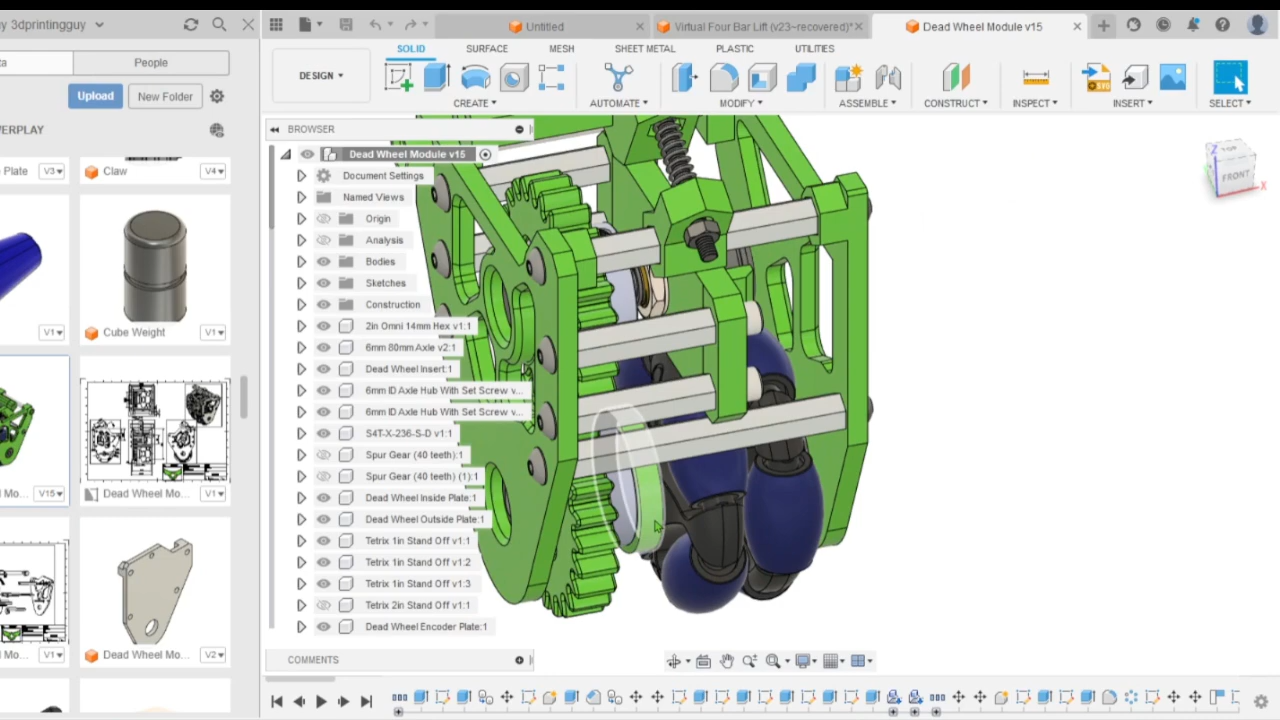 by 3dprintingguy
Untitled
Virtual Four Bar Lift (v23~recovered)*
Dead Wheel Module v15
People
Upload
New Folder
DESIGN
SOLID
SURFACE
MESH
SHEET METAL
PLASTIC
UTILITIES
CREATE
AUTOMATE
MODIFY
ASSEMBLE
CONSTRUCT
INSPECT
INSERT
SELECT
BROWSER
Dead Wheel Module v15
Document Settings
Named Views
Origin
Analysis
Bodies
Sketches
Construction
2in Omni 14mm Hex v1:1
6mm 80mm Axle v2:1
Dead Wheel Insert:1
6mm ID Axle Hub With Set Screw v...
6mm ID Axle Hub With Set Screw v...
S4T-X-236-S-D v1:1
Spur Gear (40 teeth):1
Spur Gear (40 teeth) (1):1
Dead Wheel Inside Plate:1
Dead Wheel Outside Plate:1
Tetrix 1in Stand Off v1:1
Tetrix 1in Stand Off v1:2
Tetrix 1in Stand Off v1:3
Tetrix 2in Stand Off v1:1
Dead Wheel Encoder Plate:1
COMMENTS
Z
TOP
FRONT
X
VERPLAY
Plate
V3
Claw
V4
V1
Cube Weight
V1
Mo...
V15
Dead Wheel Mo...
V1
Mo...
V1
Dead Wheel Mo...
V2